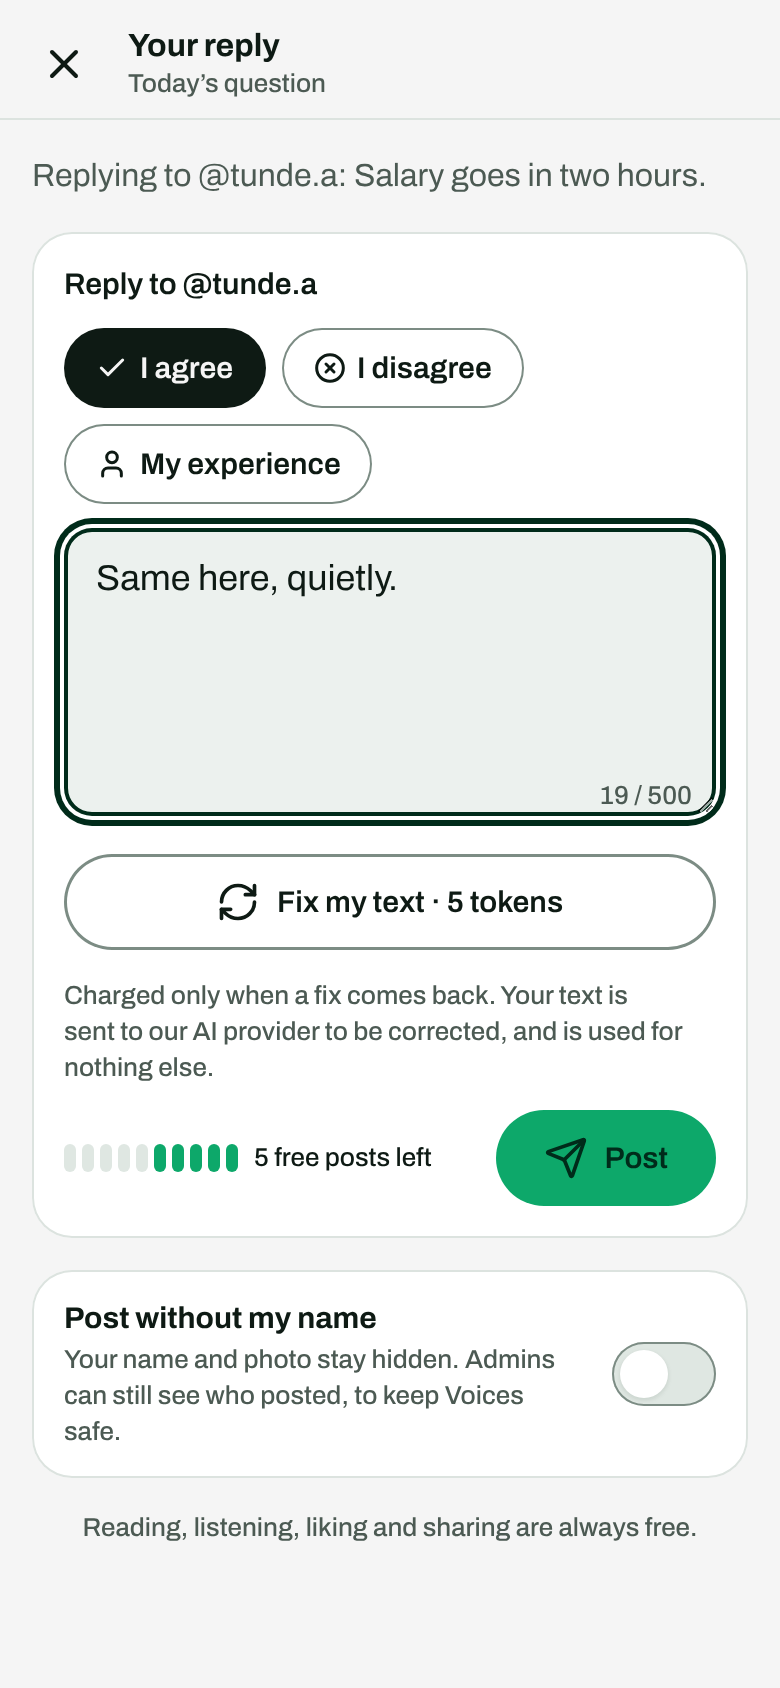 Your reply
Today’s question
Replying to @tunde.a: Salary goes in two hours.
Reply to @tunde.a
I agree
I disagree
My experience
Same here, quietly.
19 / 500
Fix my text · 5 tokens
Charged only when a fix comes back. Your text is
sent to our AI provider to be corrected, and is used for
nothing else.
5 free posts left
Post
Post without my name
Your name and photo stay hidden. Admins
can still see who posted, to keep Voices
safe.
Reading, listening, liking and sharing are always free.